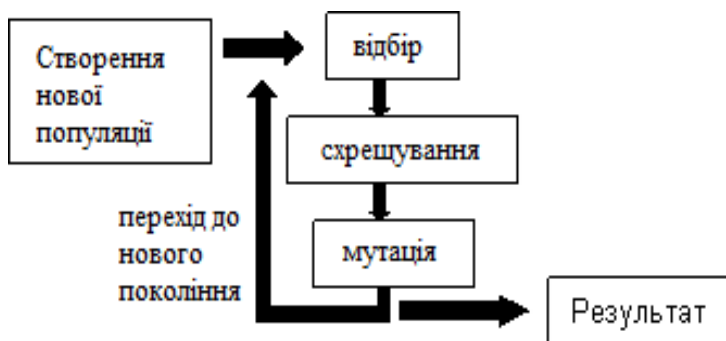 Створення
нової
популяції
відбір
схрещування
мутація
перехід до
нового
покоління
Результат